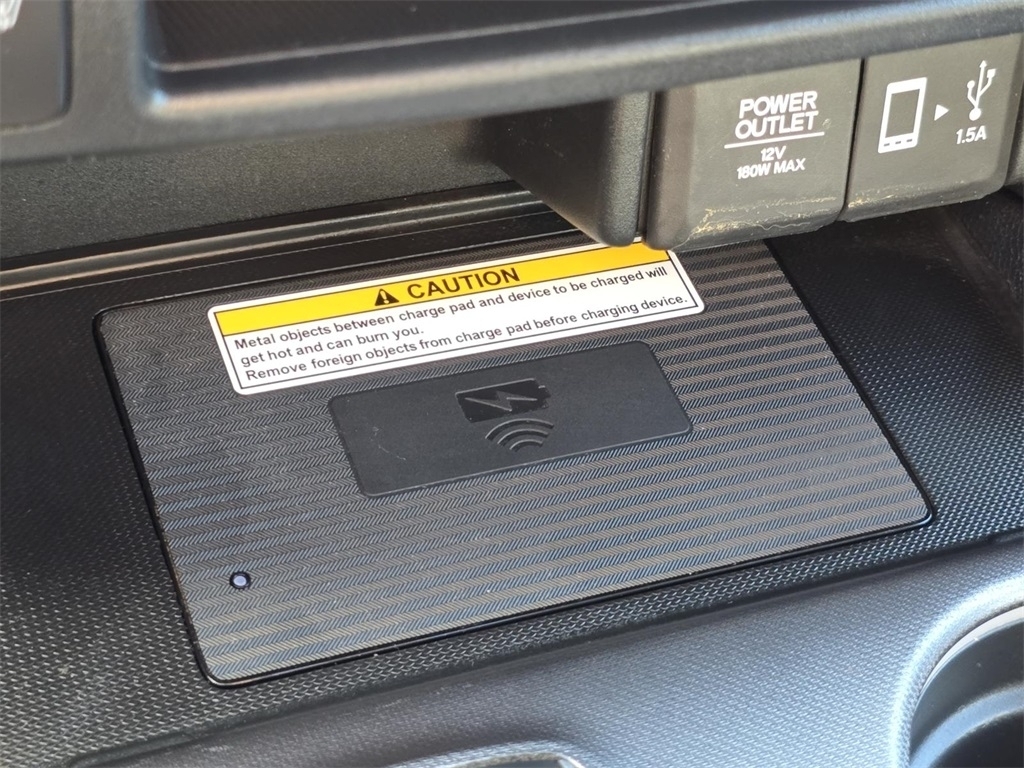 POWER
OUTLET
12V
180W MAX
1.5A
CAUTION
Metal objects between charge pad and device to be charged will
get hot and can burn you.
Remove foreign objects from charge pad before charging device.